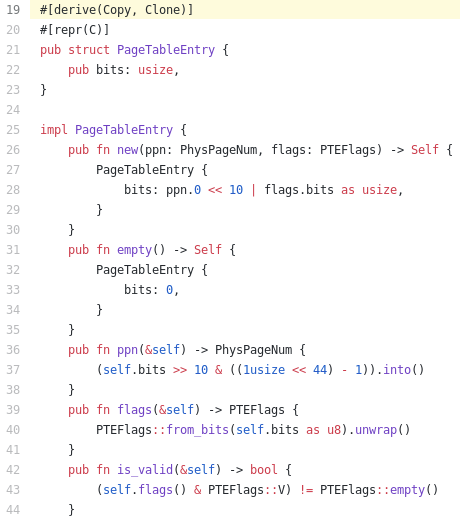 19 #[derive(Copy, Clone)]
20 #[repr(C)]
21 pub struct PageTableEntry {
22     pub bits: usize,
23 }
24
25 impl PageTableEntry {
26     pub fn new(ppn: PhysPageNum, flags: PTEFlags) -> Self {
27         PageTableEntry {
28             bits: ppn.0 << 10 | flags.bits as usize,
29         }
30     }
31     pub fn empty() -> Self {
32         PageTableEntry {
33             bits: 0,
34         }
35     }
36     pub fn ppn(&self) -> PhysPageNum {
37         (self.bits >> 10 & ((1usize << 44) - 1)).into()
38     }
39     pub fn flags(&self) -> PTEFlags {
40         PTEFlags::from_bits(self.bits as u8).unwrap()
41     }
42     pub fn is_valid(&self) -> bool {
43         (self.flags() & PTEFlags::V) != PTEFlags::empty()
44     }